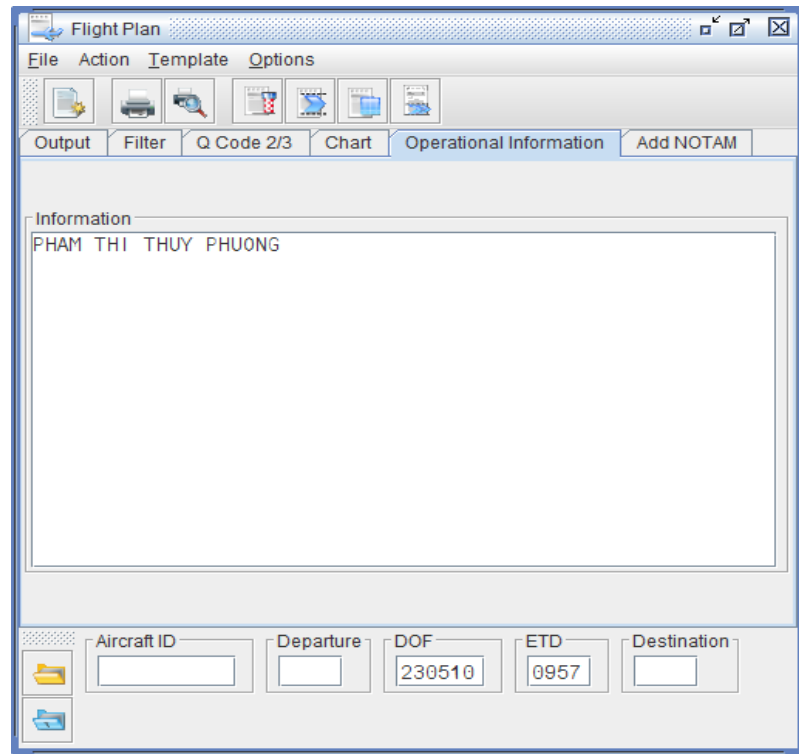 Flight Plan
File Action Template Options
Output Filter Q Code 2/3 Chart Operational Information Add NOTAM
Information
PHAM THI THUY PHUONG
Aircraft ID Departure DOF ETD Destination
230510 0957